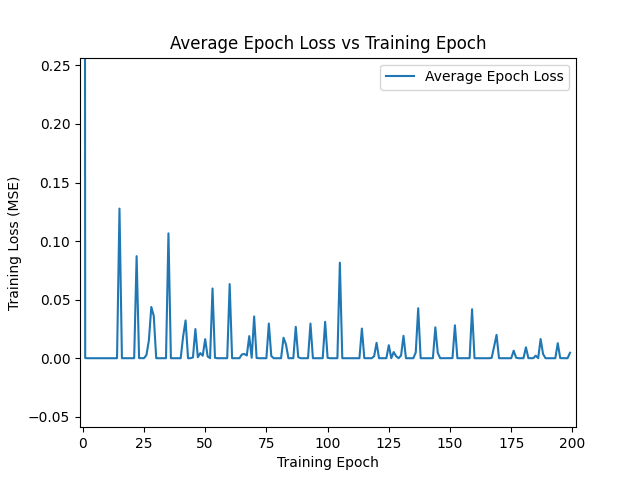 Average Epoch Loss vs Training Epoch
Average Epoch Loss
0.25
0.20
0.15
0.10
0.05
0.00
−0.05
Training Loss (MSE)
0 25 50 75 100 125 150 175 200
Training Epoch